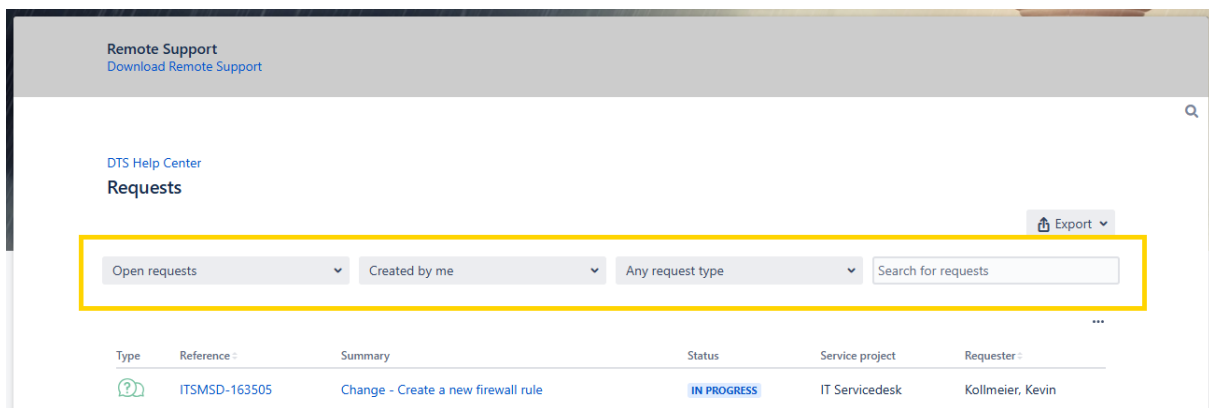 Remote Support
Download Remote Support
DTS Help Center
Requests
Export
Open requests Created by me Any request type Search for requests
...
Type Reference Summary Status Service project Requester
ITSMSD-163505 Change - Create a new firewall rule IN PROGRESS IT Servicedesk Kollmeier, Kevin